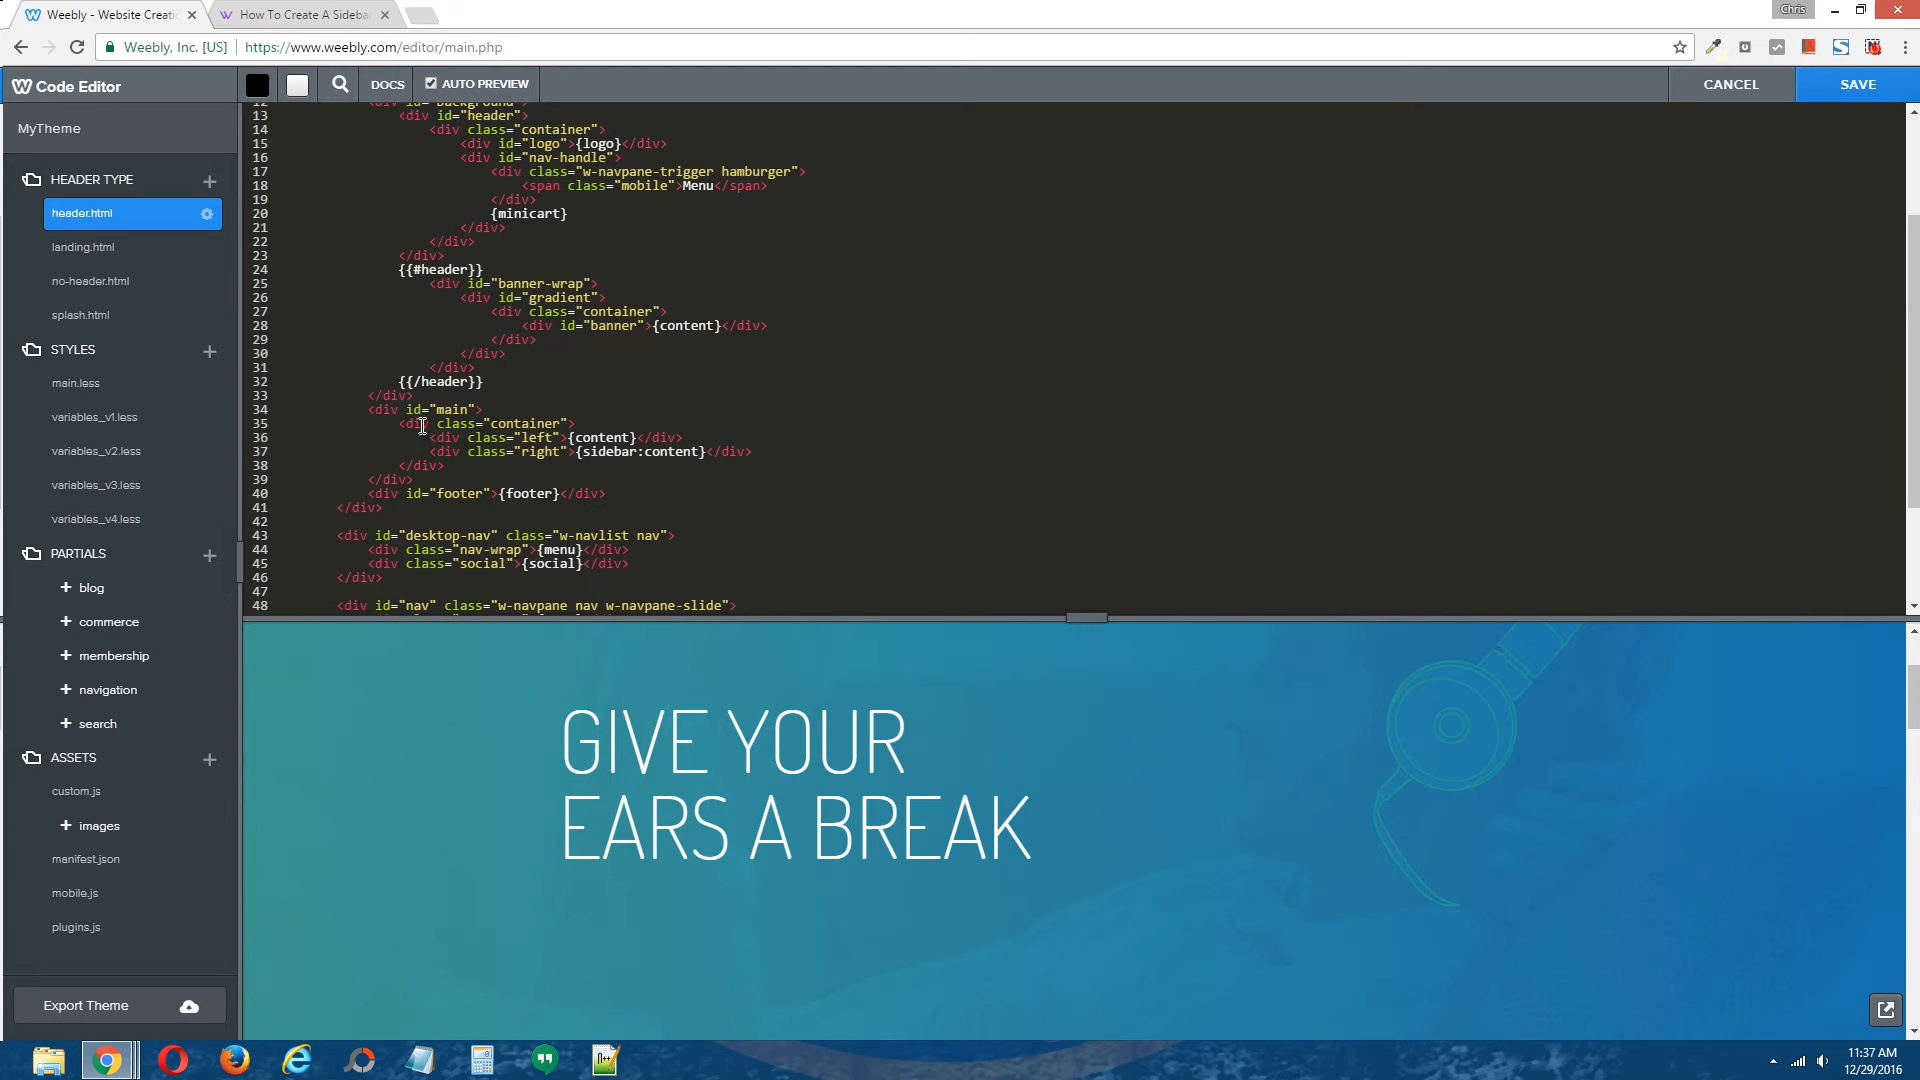 Weebly - Website Creati
How To Create A Sideba
Chris
Weebly, Inc. [US]
https://www.weebly.com/editor/main.php
Code Editor
DOCS
AUTO PREVIEW
CANCEL
SAVE
MyTheme
HEADER TYPE
header.html
landing.html
no-header.html
splash.html
STYLES
main.less
variables_v1.less
variables_v2.less
variables_v3.less
variables_v4.less
PARTIALS
blog
commerce
membership
navigation
search
ASSETS
custom.js
images
manifest.json
mobile.js
plugins.js
Export Theme
12 <div id="background">
13 <div id="header">
14 <div class="container">
15 <div id="logo">{logo}</div>
16 <div id="nav-handle">
17 <div class="w-navpane-trigger hamburger">
18 <span class="mobile">Menu</span>
19 </div>
20 {minicart}
21 </div>
22 </div>
23 </div>
24 {{#header}}
25 <div id="banner-wrap">
26 <div id="gradient">
27 <div class="container">
28 <div id="banner">{content}</div>
29 </div>
30 </div>
31 </div>
32 {{/header}}
33 </div>
34 <div id="main">
35 <div class="container">
36 <div class="left">{content}</div>
37 <div class="right">{sidebar:content}</div>
38 </div>
39 </div>
40 <div id="footer">{footer}</div>
41 </div>
42
43 <div id="desktop-nav" class="w-navlist nav">
44 <div class="nav-wrap">{menu}</div>
45 <div class="social">{social}</div>
46 </div>
47
48 <div id="nav" class="w-navpane nav w-navpane-slide">
GIVE YOUR
EARS A BREAK
11:37 AM
12/29/2016